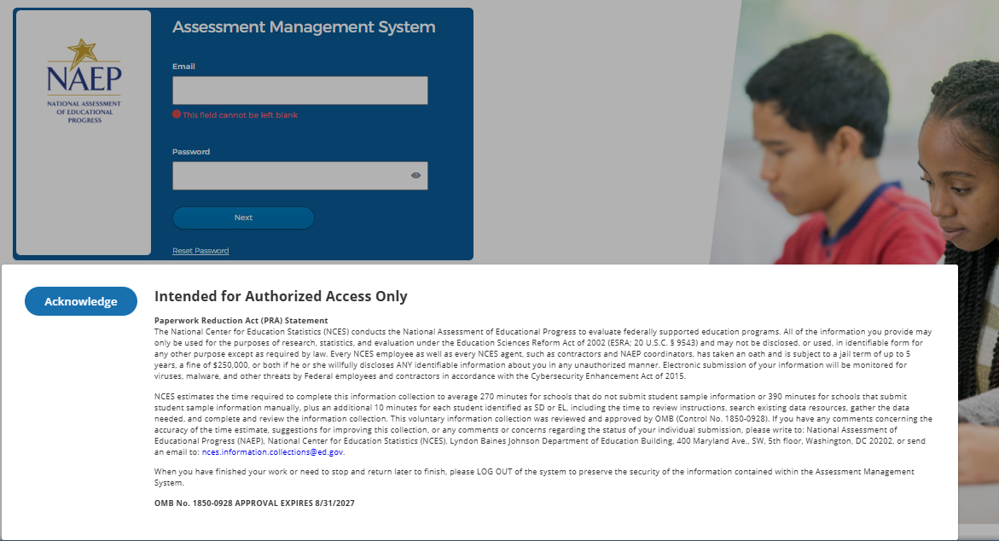 Assessment Management System
NAEP
NATIONAL ASSESSMENT
OF EDUCATIONAL
PROGRESS
Email
This field cannot be left blank
Password
Next
Reset Password
Acknowledge
Intended for Authorized Access Only
Paperwork Reduction Act (PRA) Statement
The National Center for Education Statistics (NCES) conducts the National Assessment of Educational Progress to evaluate federally supported education programs. All of the information you provide may
only be used for the purposes of research, statistics, and evaluation under the Education Sciences Reform Act of 2002 (ESRA; 20 U.S.C. § 9543) and may not be disclosed, or used, in identifiable form for
any other purpose except as required by law. Every NCES employee as well as every NCES agent, such as contractors and NAEP coordinators, has taken an oath and is subject to a jail term of up to 5
years, a fine of $250,000, or both if he or she willfully discloses ANY identifiable information about you in any unauthorized manner. Electronic submission of your information will be monitored for
viruses, malware, and other threats by Federal employees and contractors in accordance with the Cybersecurity Enhancement Act of 2015.
NCES estimates the time required to complete this information collection to average 270 minutes for schools that do not submit student sample information or 390 minutes for schools that submit
student sample information manually, plus an additional 10 minutes for each student identified as SD or EL, including the time to review instructions, search existing data resources, gather the data
needed, and complete and review the information collection. This voluntary information collection was reviewed and approved by OMB (Control No. 1850-0928). If you have any comments concerning the
accuracy of the time estimate, suggestions for improving this collection, or any comments or concerns regarding the status of your individual submission, please write to: National Assessment of
Educational Progress (NAEP), National Center for Education Statistics (NCES), Lyndon Baines Johnson Department of Education Building, 400 Maryland Ave., SW, 5th floor, Washington, DC 20202, or send
an email to: nces.information.collections@ed.gov.
When you have finished your work or need to stop and return later to finish, please LOG OUT of the system to preserve the security of the information contained within the Assessment Management
System.
OMB No. 1850-0928 APPROVAL EXPIRES 8/31/2027